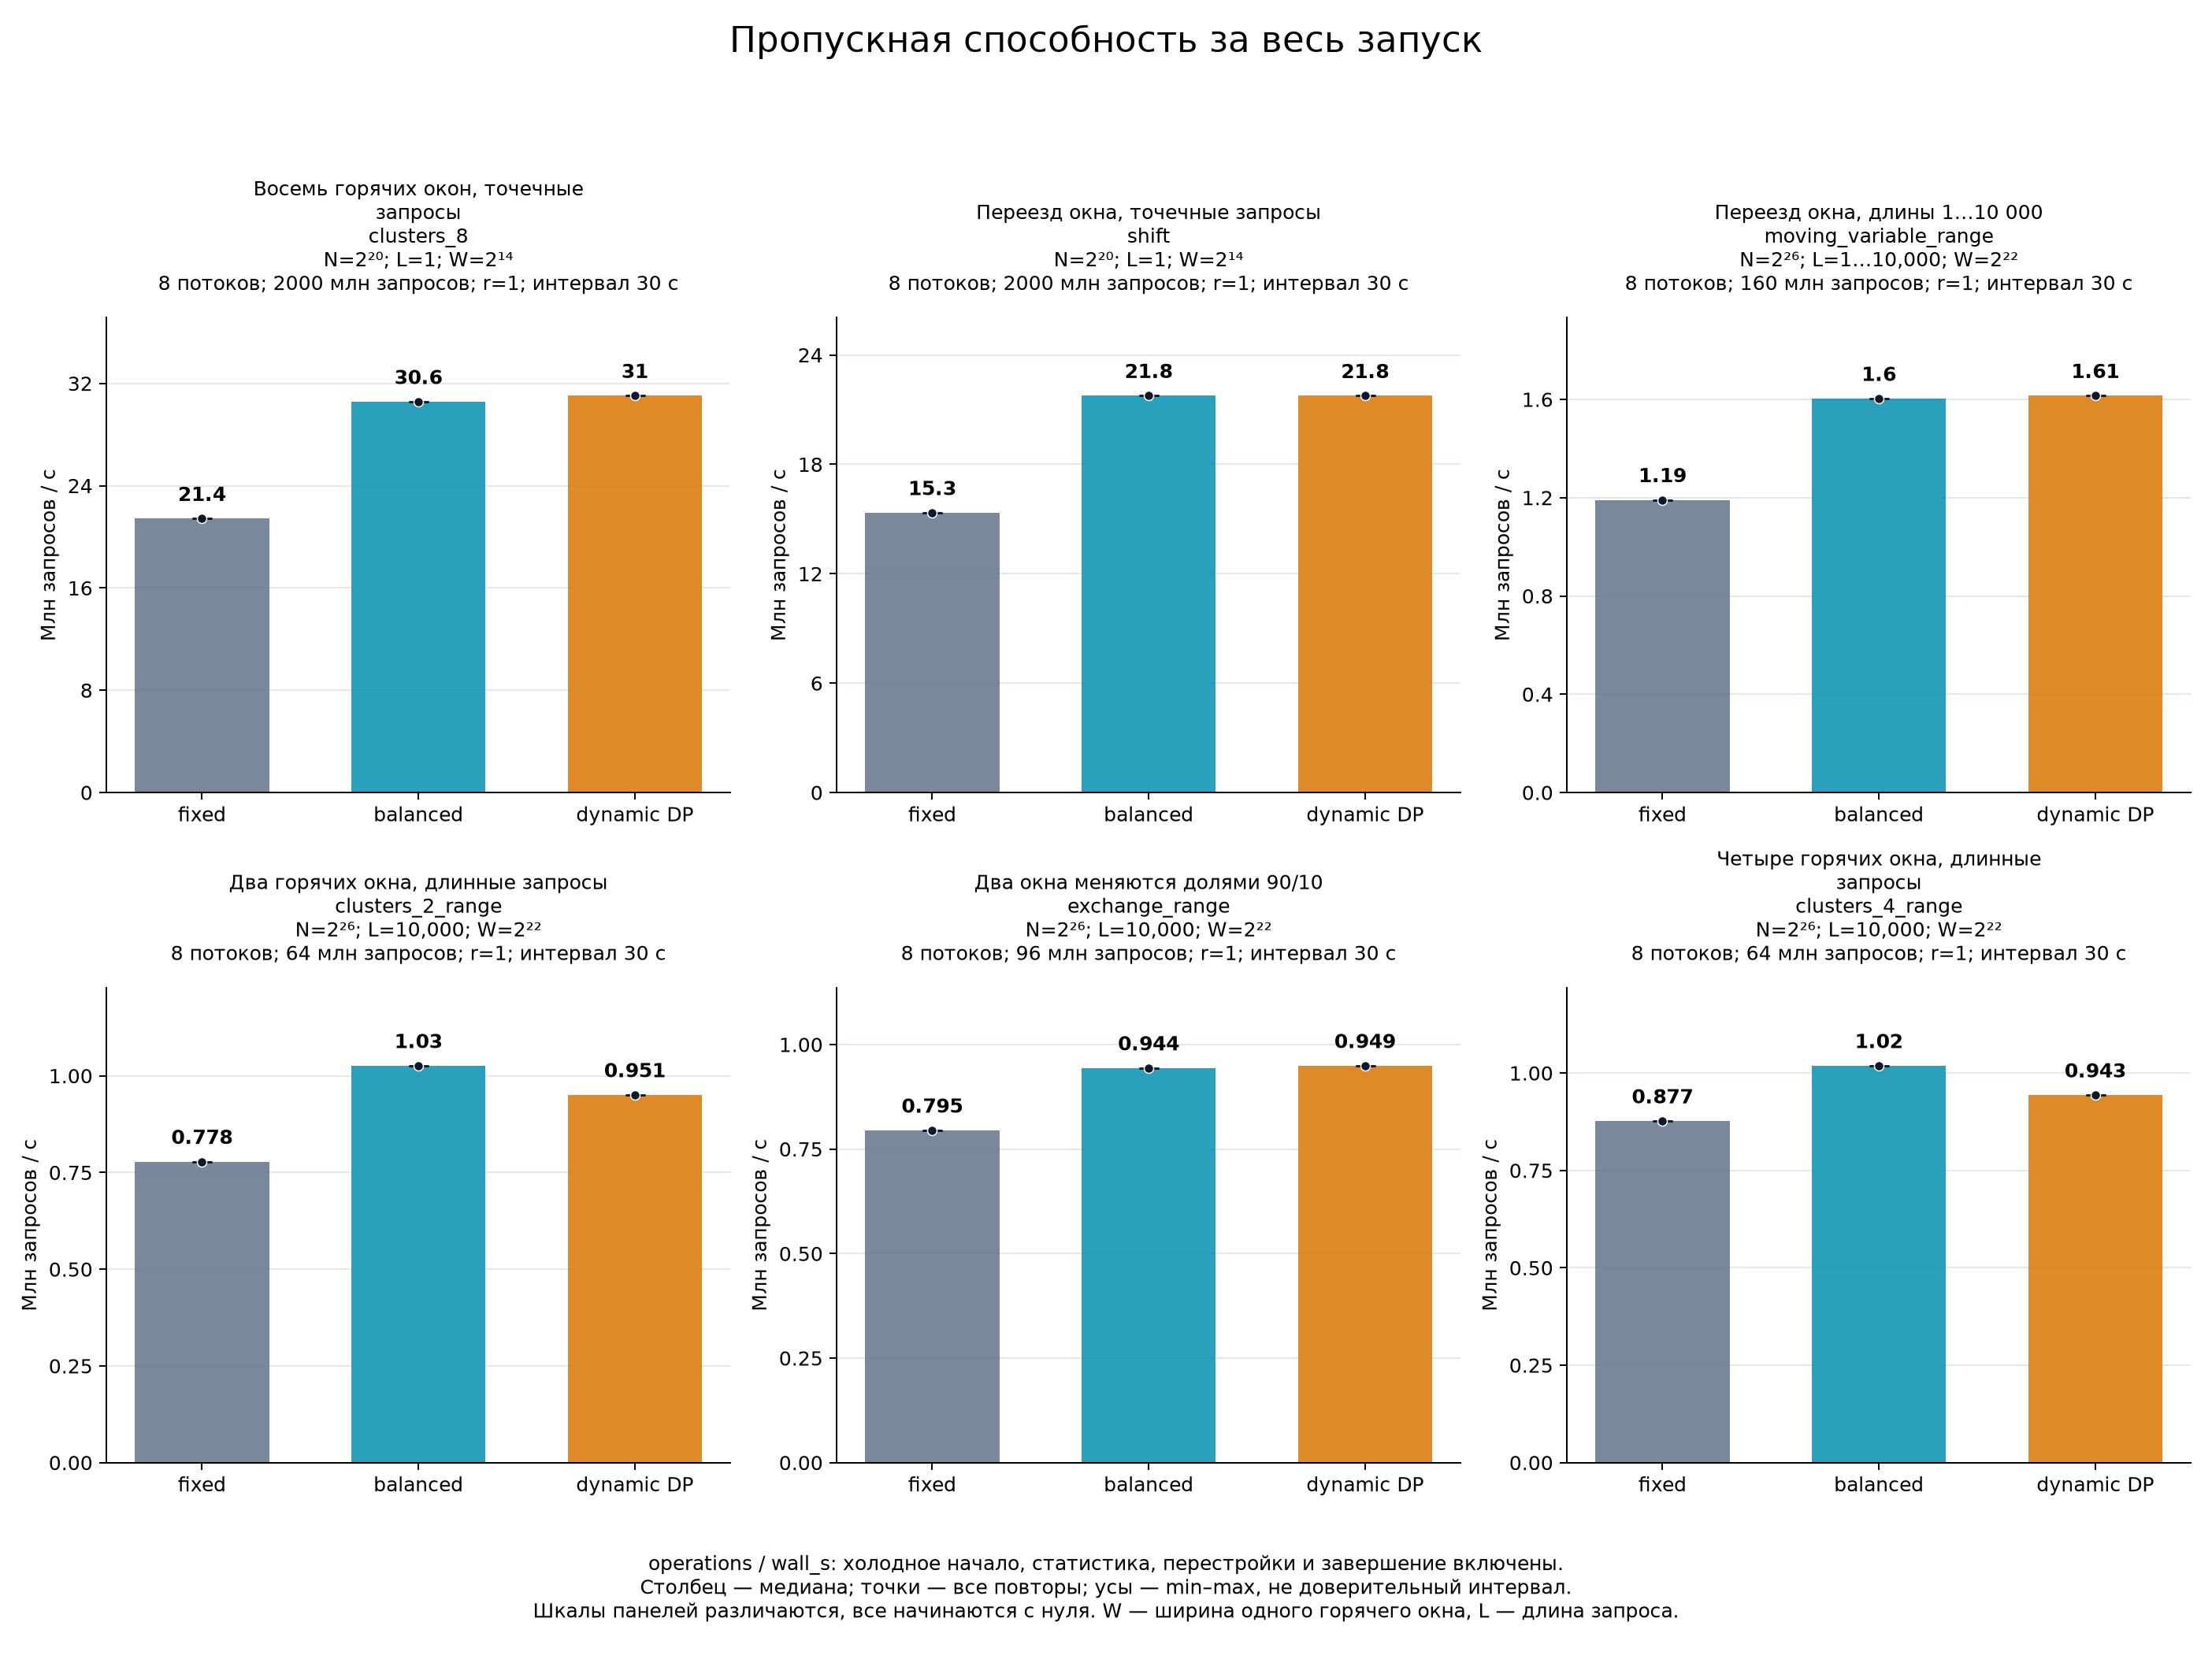 Пропускная способность за весь запуск
Восемь горячих окон, точечные
запросы
clusters_8
N=2²⁰; L=1; W=2¹⁴
8 потоков; 2000 млн запросов; r=1; интервал 30 с
Млн запросов / с
32
24
16
8
0
21.4
30.6
31
fixed
balanced
dynamic DP
Переезд окна, точечные запросы
shift
N=2²⁰; L=1; W=2¹⁴
8 потоков; 2000 млн запросов; r=1; интервал 30 с
Млн запросов / с
24
18
12
6
0
15.3
21.8
21.8
fixed
balanced
dynamic DP
Переезд окна, длины 1…10 000
moving_variable_range
N=2²⁶; L=1…10,000; W=2²²
8 потоков; 160 млн запросов; r=1; интервал 30 с
Млн запросов / с
1.6
1.2
0.8
0.4
0.0
1.19
1.6
1.61
fixed
balanced
dynamic DP
Два горячих окна, длинные запросы
clusters_2_range
N=2²⁶; L=10,000; W=2²²
8 потоков; 64 млн запросов; r=1; интервал 30 с
Млн запросов / с
1.00
0.75
0.50
0.25
0.00
0.778
1.03
0.951
fixed
balanced
dynamic DP
Два окна меняются долями 90/10
exchange_range
N=2²⁶; L=10,000; W=2²²
8 потоков; 96 млн запросов; r=1; интервал 30 с
Млн запросов / с
1.00
0.75
0.50
0.25
0.00
0.795
0.944
0.949
fixed
balanced
dynamic DP
Четыре горячих окна, длинные
запросы
clusters_4_range
N=2²⁶; L=10,000; W=2²²
8 потоков; 64 млн запросов; r=1; интервал 30 с
Млн запросов / с
1.00
0.75
0.50
0.25
0.00
0.877
1.02
0.943
fixed
balanced
dynamic DP
operations / wall_s: холодное начало, статистика, перестройки и завершение включены.
Столбец — медиана; точки — все повторы; усы — min–max, не доверительный интервал.
Шкалы панелей различаются, все начинаются с нуля. W — ширина одного горячего окна, L — длина запроса.